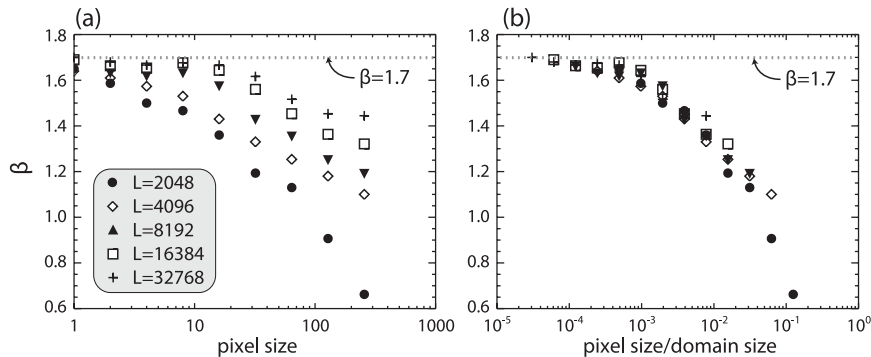 (a)
(b)
1.8
1.6
1.4
1.2
1.0
0.8
0.6
β
β=1.7
L=2048
L=4096
L=8192
L=16384
L=32768
1
10
100
1000
pixel size
1.8
1.6
1.4
1.2
1.0
0.8
0.6
β=1.7
10⁻⁵
10⁻⁴
10⁻³
10⁻²
10⁻¹
10⁰
pixel size/domain size